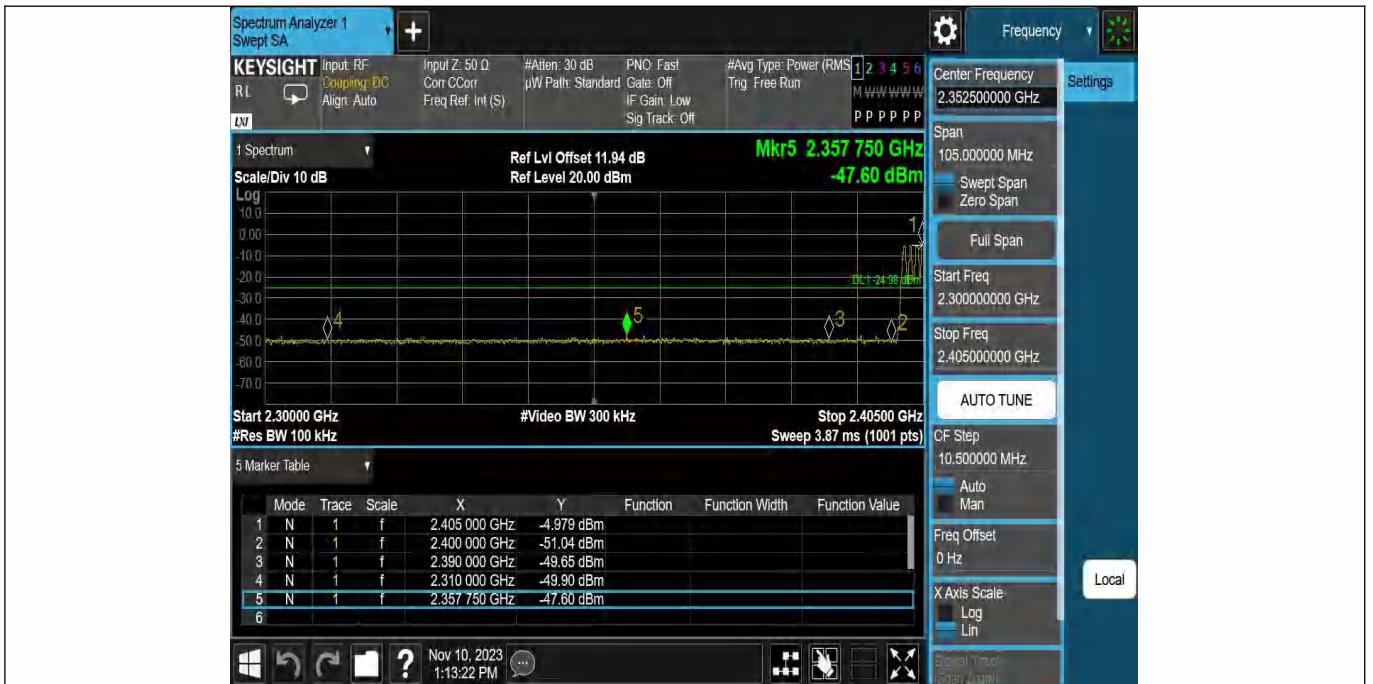 Spectrum Analyzer 1
Swept SA
+
Frequency
KEYSIGHT
R L
LXI
Input: RF
Coupling: DC
Align: Auto
Input Z: 50 Ω
Corr CCorr
Freq Ref: Int (S)
#Atten: 30 dB
µW Path: Standard
PNO: Fast
Gate: Off
IF Gain: Low
Sig Track: Off
#Avg Type: Power (RMS
Trig: Free Run
1 2 3 4 5 6
M W W W W W
P P P P P P
Center Frequency
2.352500000 GHz
Settings
1 Spectrum
Scale/Div 10 dB
Ref Lvl Offset 11.94 dB
Ref Level 20.00 dBm
Mkr5 2.357 750 GHz
-47.60 dBm
Span
105.000000 MHz
Swept Span
Zero Span
Log
10.0
0.00
-10.0
-20.0
-30.0
-40.0
-50.0
-60.0
-70.0
1
DL1 -24.98 dBm
4
5
3
2
Full Span
Start Freq
2.300000000 GHz
Stop Freq
2.405000000 GHz
AUTO TUNE
Start 2.30000 GHz
#Video BW 300 kHz
Stop 2.40500 GHz
#Res BW 100 kHz
Sweep 3.87 ms (1001 pts)
CF Step
10.500000 MHz
Auto
Man
5 Marker Table
Mode Trace Scale X Y Function Function Width Function Value
1 N 1 f 2.405 000 GHz -4.979 dBm
2 N 1 f 2.400 000 GHz -51.04 dBm
3 N 1 f 2.390 000 GHz -49.65 dBm
4 N 1 f 2.310 000 GHz -49.90 dBm
5 N 1 f 2.357 750 GHz -47.60 dBm
6
Freq Offset
0 Hz
Local
X Axis Scale
Log
Lin
?
Nov 10, 2023
1:13:22 PM
Signal Track
(Span Zoom)